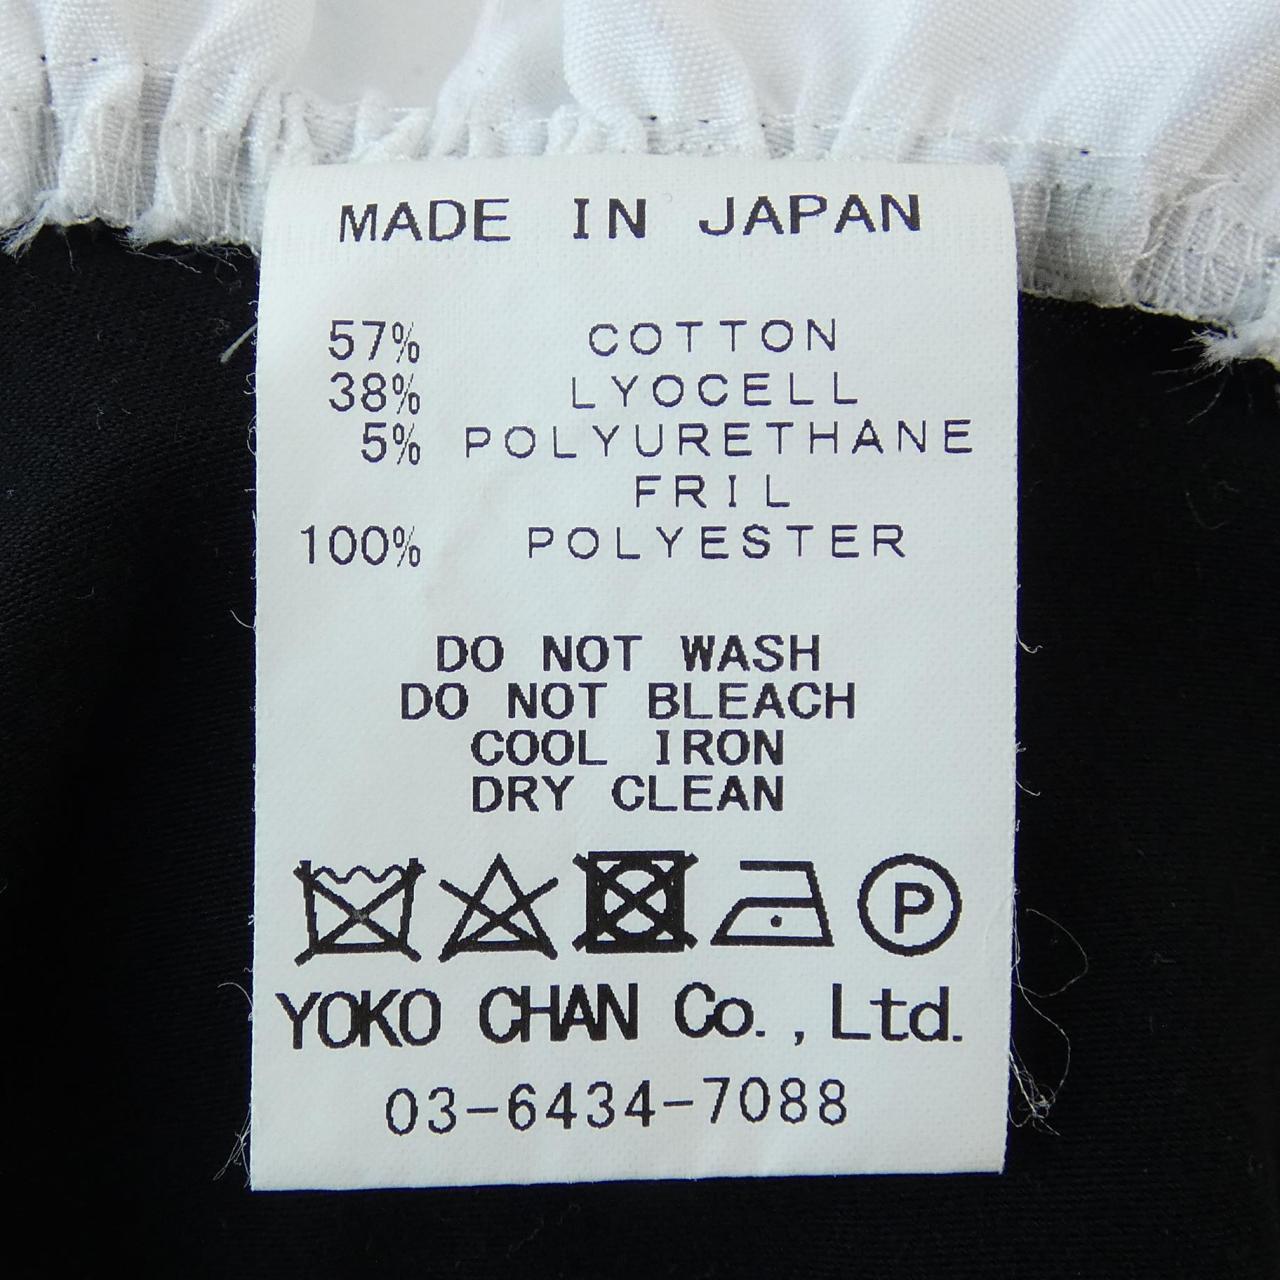 MADE IN JAPAN
57% COTTON
38% LYOCELL
5% POLYURETHANE
FRIL
100% POLYESTER
DO NOT WASH
DO NOT BLEACH
COOL IRON
DRY CLEAN
P
YOKO CHAN Co.,Ltd.
03-6434-7088